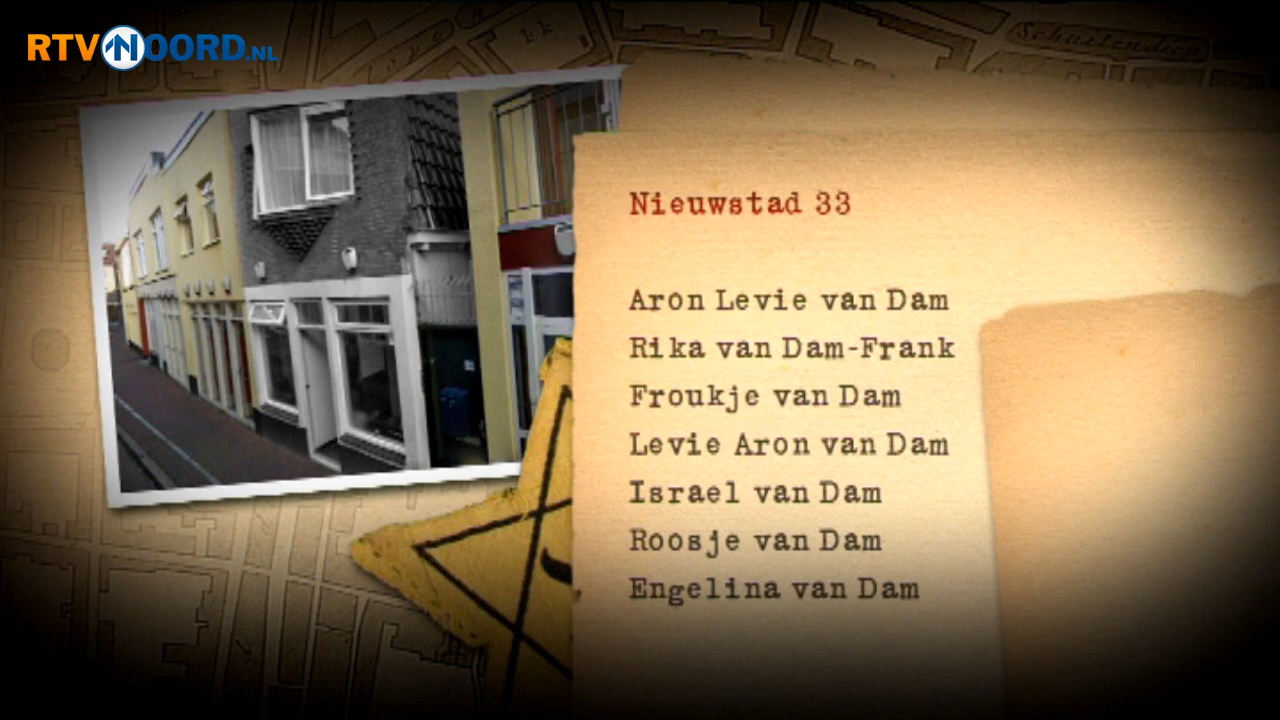 RTVNOORD.NL
Schuitendiep
Nieuwstad 33
Aron Levie van Dam
Rika van Dam-Frank
Froukje van Dam
Levie Aron van Dam
Israel van Dam
Roosje van Dam
Engelina van Dam